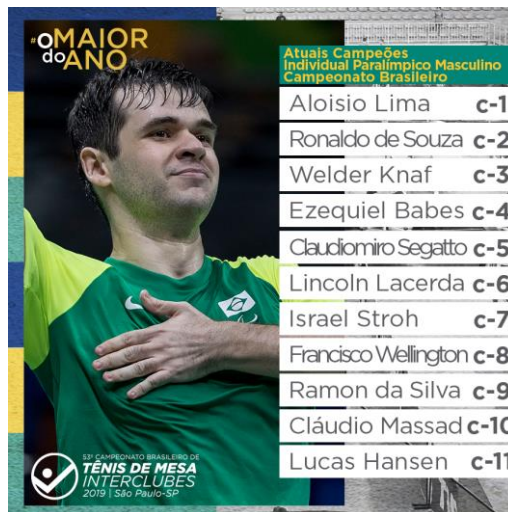 #OMAIOR
doANO
Atuais Campeões
Individual Paralímpico Masculino
Campeonato Brasileiro
Aloisio Lima c-1
Ronaldo de Souza c-2
Welder Knaf c-3
Ezequiel Babes c-4
Claudiomiro Segatto c-5
Lincoln Lacerda c-6
Israel Stroh c-7
Francisco Wellington c-8
Ramon da Silva c-9
Cláudio Massad c-10
Lucas Hansen c-11
53º CAMPEONATO BRASILEIRO DE
TÊNIS DE MESA
INTERCLUBES
2019 | São Paulo-SP